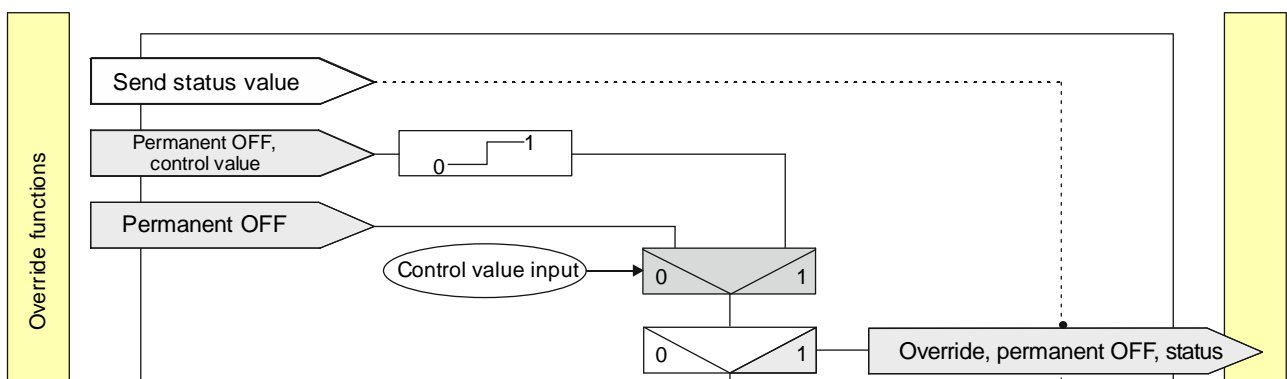 Override functions
Send status value
Permanent OFF,
control value
0 1
Permanent OFF
Control value input
0 1
0 1
Override, permanent OFF, status